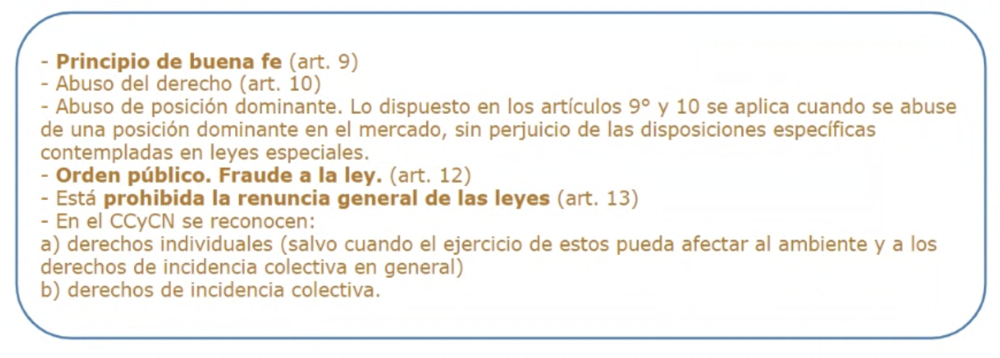 - Principio de buena fe (art. 9)
- Abuso del derecho (art. 10)
- Abuso de posición dominante. Lo dispuesto en los artículos 9° y 10 se aplica cuando se abuse
de una posición dominante en el mercado, sin perjuicio de las disposiciones específicas
contempladas en leyes especiales.
- Orden público. Fraude a la ley. (art. 12)
- Está prohibida la renuncia general de las leyes (art. 13)
- En el CCyCN se reconocen:
a) derechos individuales (salvo cuando el ejercicio de estos pueda afectar al ambiente y a los
derechos de incidencia colectiva en general)
b) derechos de incidencia colectiva.